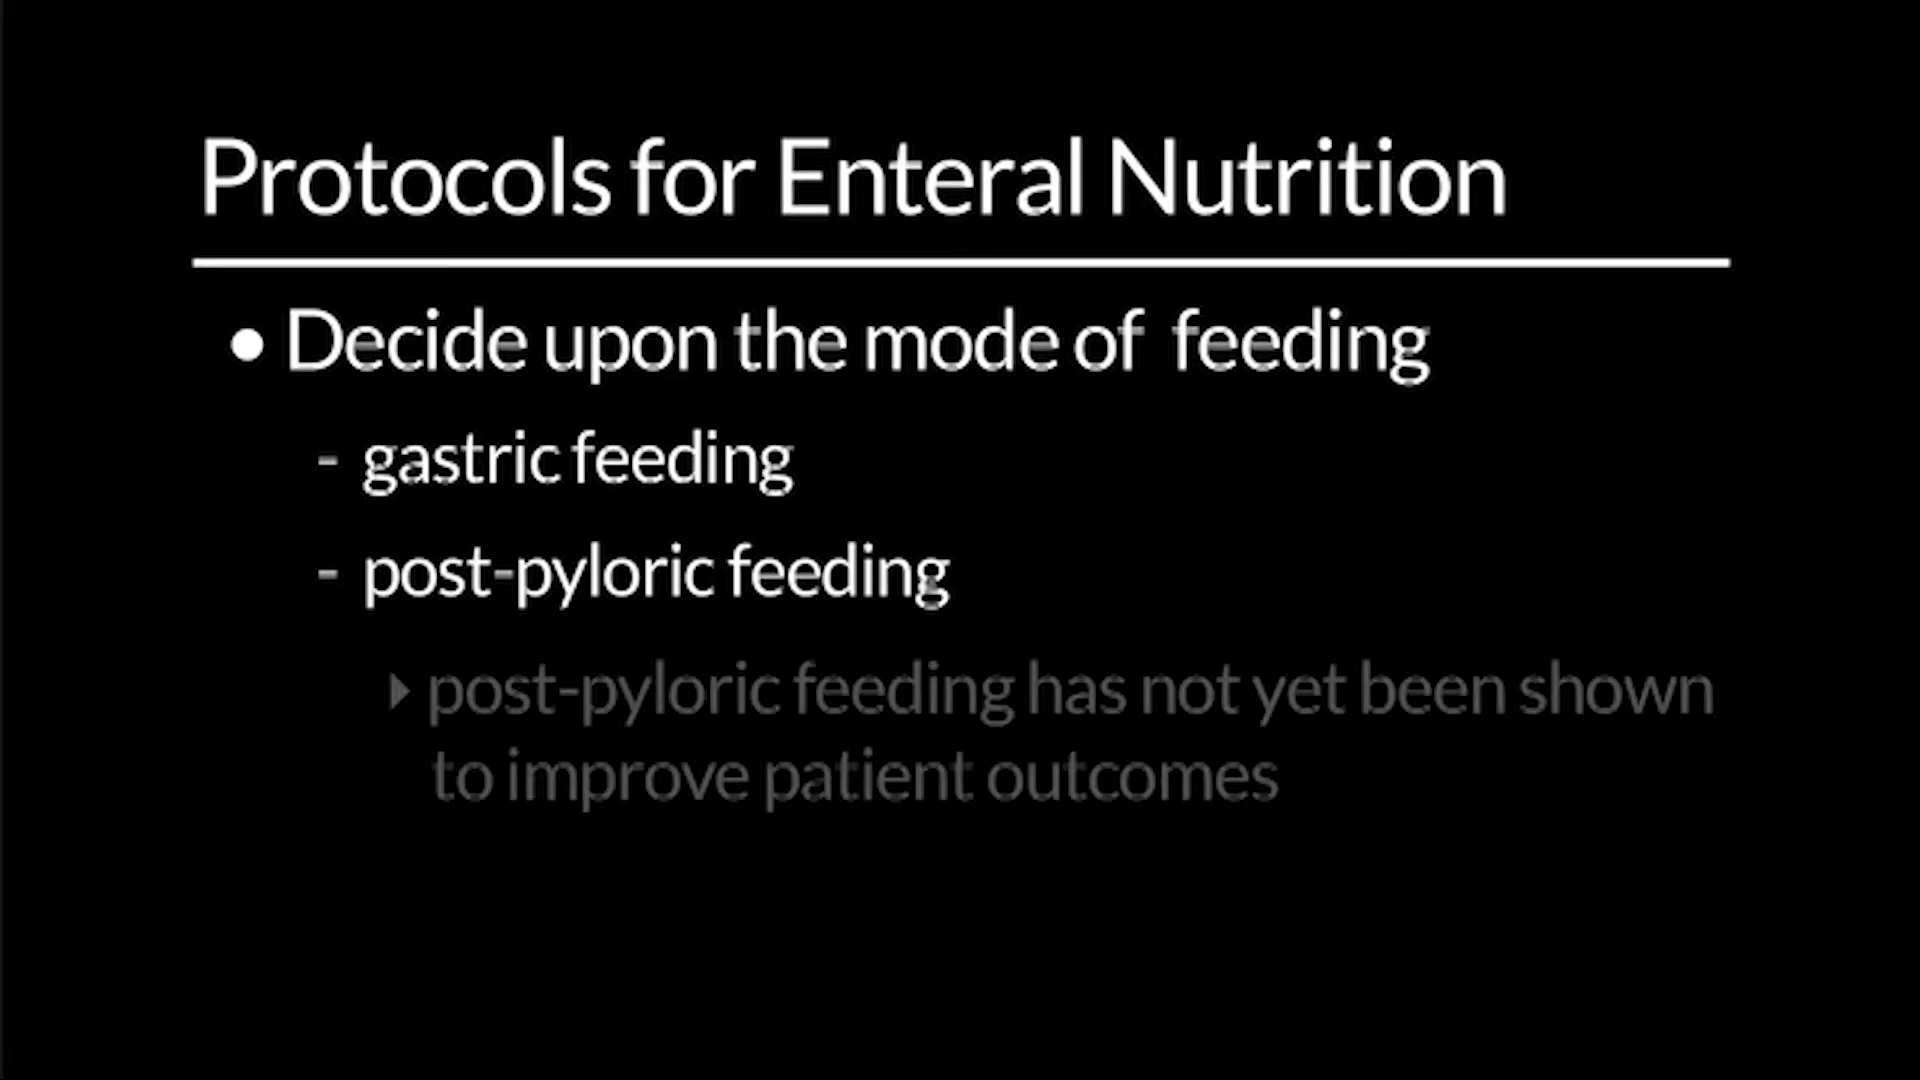 Protocols for Enteral Nutrition
• Decide upon the mode of feeding
- gastric feeding
- post-pyloric feeding
‣ post-pyloric feeding has not yet been shown
to improve patient outcomes